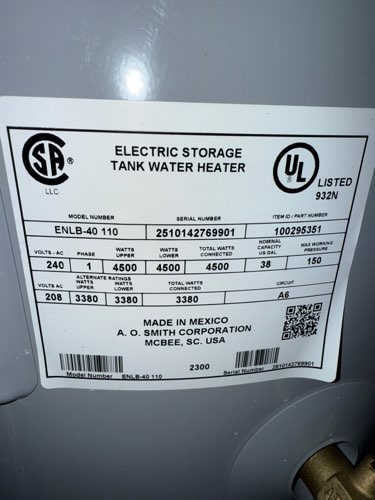 ELECTRIC STORAGE
TANK WATER HEATER
SA
LLC
UL
LISTED
932N
MODEL NUMBER SERIAL NUMBER ITEM ID / PART NUMBER
ENLB-40 110 2510142769901 100295351
VOLTS - AC PHASE WATTS UPPER WATTS LOWER TOTAL WATTS CONNECTED NOMINAL CAPACITY US GAL MAX WORKING PRESSURE
240 1 4500 4500 4500 38 150
ALTERNATE RATINGS
VOLTS - AC WATTS UPPER WATTS LOWER TOTAL WATTS CONNECTED CIRCUIT
208 3380 3380 3380 A6
MADE IN MEXICO
A. O. SMITH CORPORATION
MCBEE, SC. USA
2300
Model Number ENLB-40 110 Serial Number 2510142769901